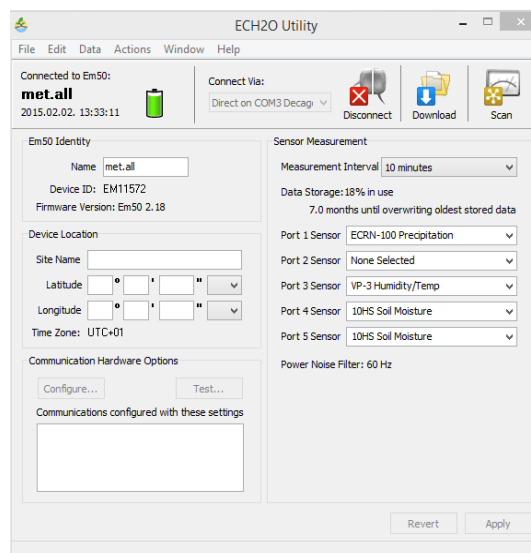 ECH2O Utility
File Edit Data Actions Window Help
Connected to Em50:
met.all
2015.02.02. 13:33:11
Connect Via:
Direct on COM3 Decag
Disconnect
Download
Scan
Em50 Identity
Name met.all
Device ID: EM11572
Firmware Version: Em50 2.18
Device Location
Site Name
Latitude ° ' "
Longitude ° ' "
Time Zone: UTC+01
Communication Hardware Options
Configure... Test...
Communications configured with these settings
Sensor Measurement
Measurement Interval 10 minutes
Data Storage: 18% in use
7.0 months until overwriting oldest stored data
Port 1 Sensor ECRN-100 Precipitation
Port 2 Sensor None Selected
Port 3 Sensor VP-3 Humidity/Temp
Port 4 Sensor 10HS Soil Moisture
Port 5 Sensor 10HS Soil Moisture
Power Noise Filter: 60 Hz
Revert Apply